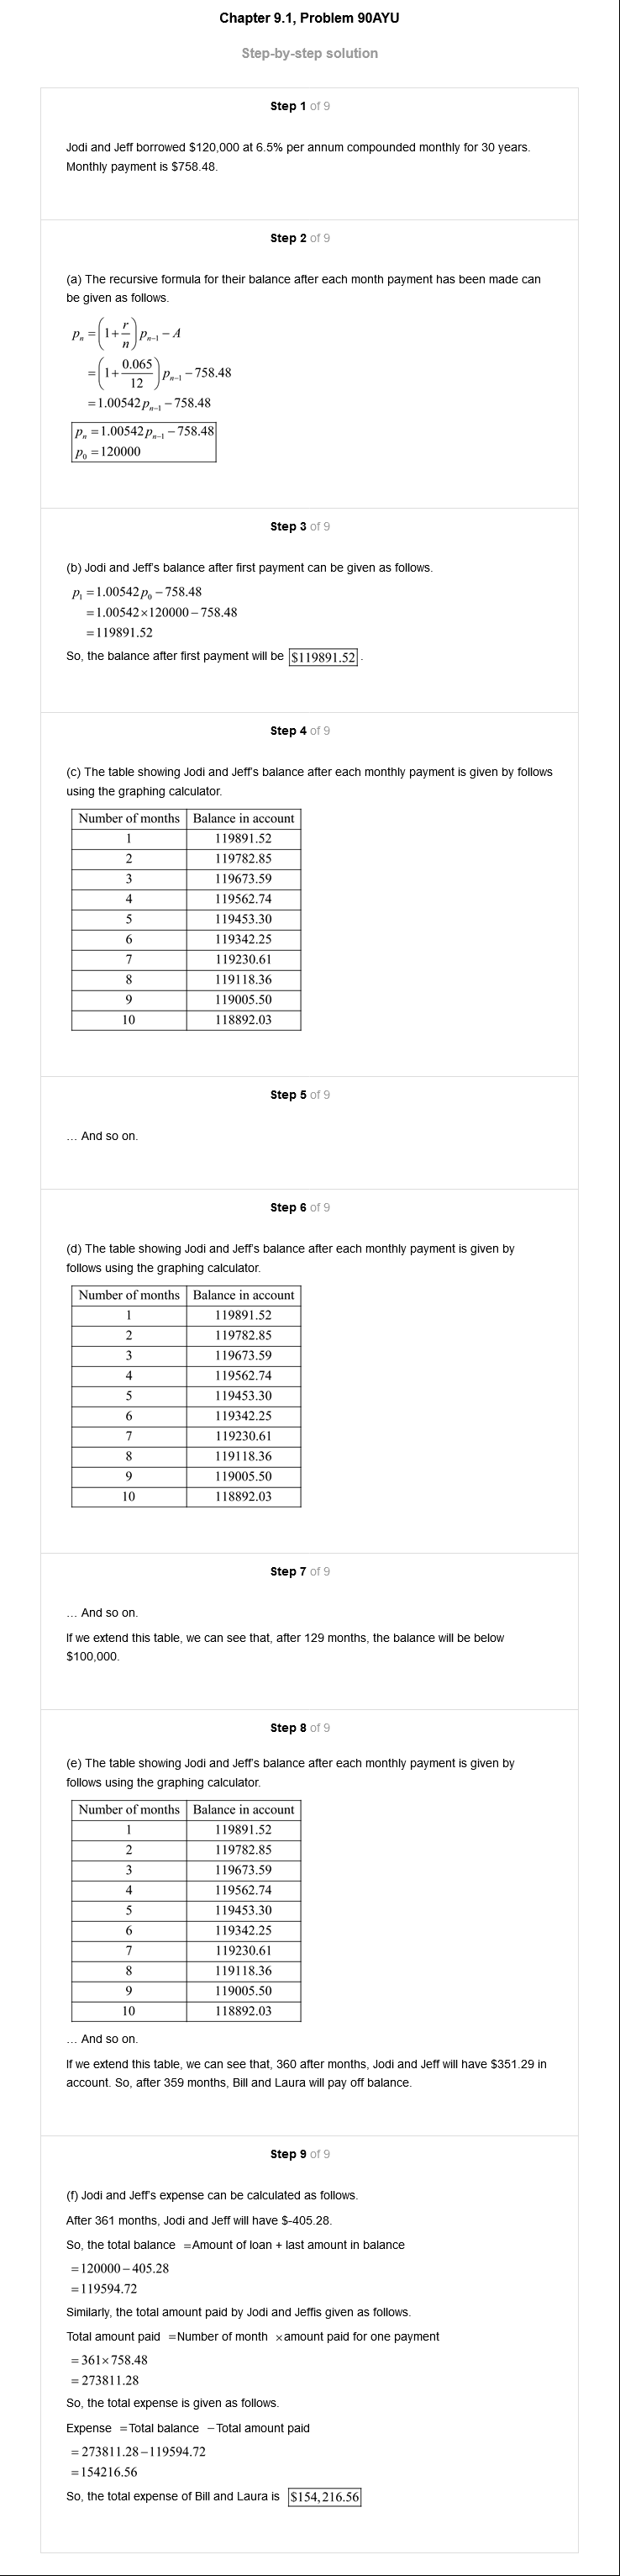 Chapter 9.1, Problem 90AYU
Step-by-step solution
Step 1 of 9
Jodi and Jeff borrowed $120,000 at 6.5% per annum compounded monthly for 30 years.
Monthly payment is $758.48.
Step 2 of 9
(a) The recursive formula for their balance after each month payment has been made can
be given as follows.
pₙ = (1 + r/n) pₙ₋₁ − A
= (1 + 0.065/12) pₙ₋₁ − 758.48
= 1.00542pₙ₋₁ − 758.48
pₙ = 1.00542pₙ₋₁ − 758.48
p₀ = 120000
Step 3 of 9
(b) Jodi and Jeff's balance after first payment can be given as follows.
p₁ = 1.00542p₀ − 758.48
= 1.00542×120000 − 758.48
= 119891.52
So, the balance after first payment will be $119891.52.
Step 4 of 9
(c) The table showing Jodi and Jeff's balance after each monthly payment is given by follows
using the graphing calculator.
Number of months Balance in account
1 119891.52
2 119782.85
3 119673.59
4 119562.74
5 119453.30
6 119342.25
7 119230.61
8 119118.36
9 119005.50
10 118892.03
Step 5 of 9
… And so on.
Step 6 of 9
(d) The table showing Jodi and Jeff's balance after each monthly payment is given by
follows using the graphing calculator.
Number of months Balance in account
1 119891.52
2 119782.85
3 119673.59
4 119562.74
5 119453.30
6 119342.25
7 119230.61
8 119118.36
9 119005.50
10 118892.03
Step 7 of 9
… And so on.
If we extend this table, we can see that, after 129 months, the balance will be below
$100,000.
Step 8 of 9
(e) The table showing Jodi and Jeff's balance after each monthly payment is given by
follows using the graphing calculator.
Number of months Balance in account
1 119891.52
2 119782.85
3 119673.59
4 119562.74
5 119453.30
6 119342.25
7 119230.61
8 119118.36
9 119005.50
10 118892.03
… And so on.
If we extend this table, we can see that, 360 after months, Jodi and Jeff will have $351.29 in
account. So, after 359 months, Bill and Laura will pay off balance.
Step 9 of 9
(f) Jodi and Jeff's expense can be calculated as follows.
After 361 months, Jodi and Jeff will have $-405.28.
So, the total balance =Amount of loan + last amount in balance
= 120000 − 405.28
= 119594.72
Similarly, the total amount paid by Jodi and Jeffis given as follows.
Total amount paid =Number of month ×amount paid for one payment
= 361×758.48
= 273811.28
So, the total expense is given as follows.
Expense =Total balance −Total amount paid
= 273811.28−119594.72
=154216.56
So, the total expense of Bill and Laura is $154,216.56